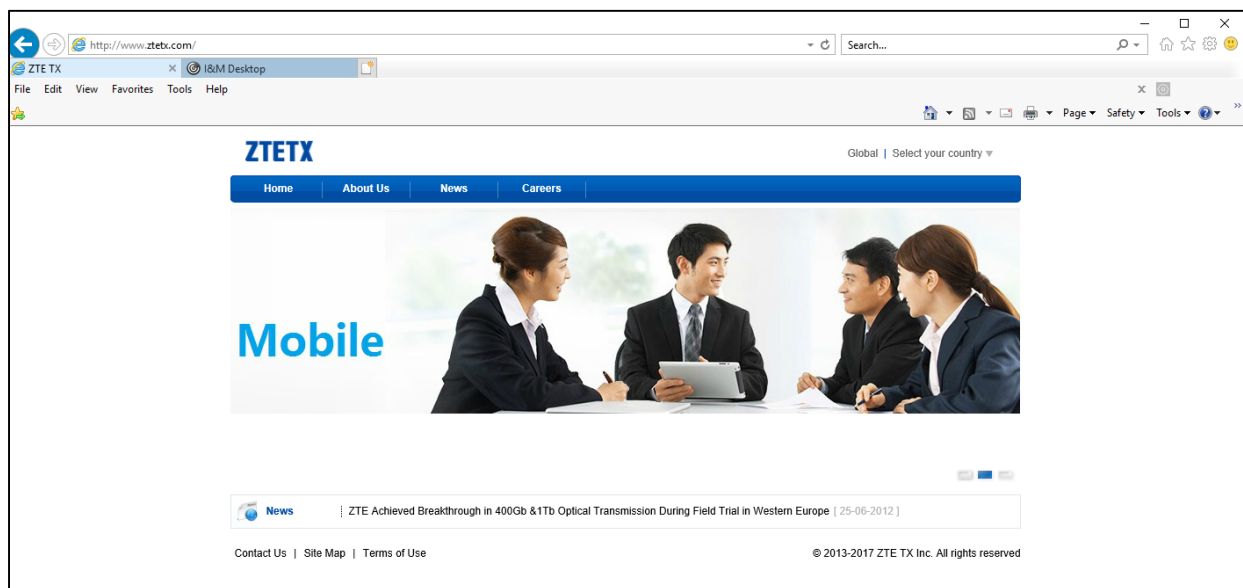 http://www.ztetx.com/
Search...
ZTE TX
I&M Desktop
File Edit View Favorites Tools Help
Page Safety Tools
ZTETX
Global | Select your country
Home About Us News Careers
Mobile
News ZTE Achieved Breakthrough in 400Gb &1Tb Optical Transmission During Field Trial in Western Europe [ 25-06-2012 ]
Contact Us | Site Map | Terms of Use
© 2013-2017 ZTE TX Inc. All rights reserved